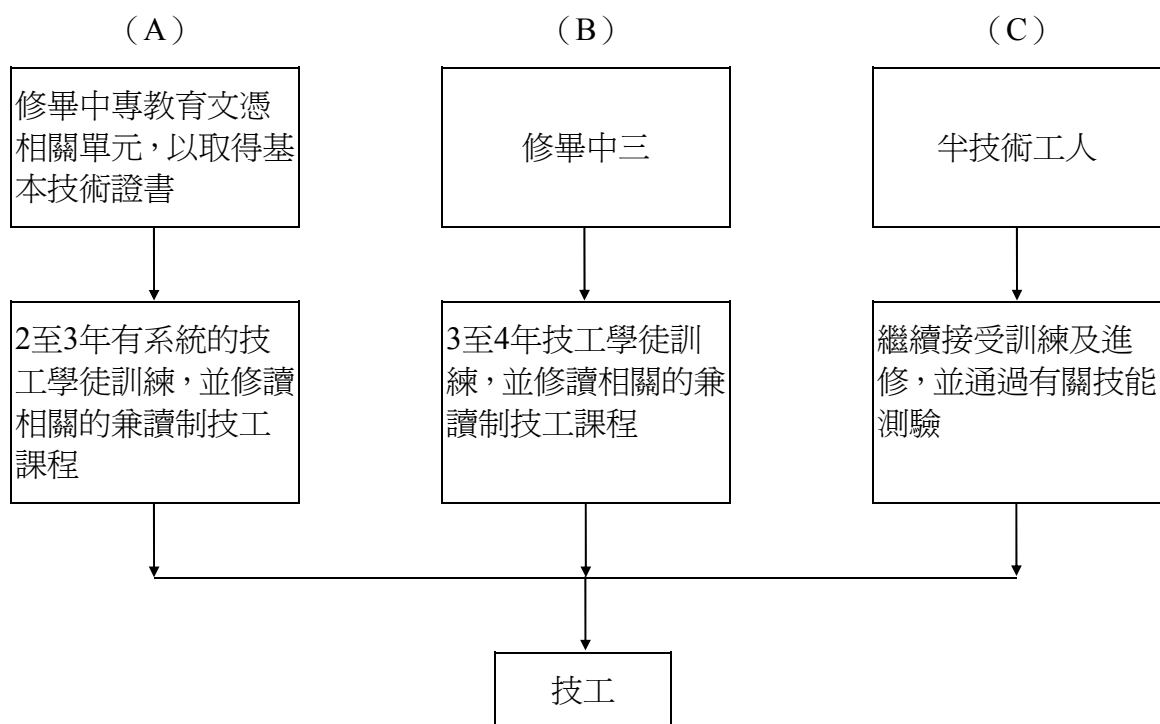 （A）
（B）
（C）
修畢中專教育文憑
相關單元，以取得基
本技術證書
修畢中三
半技術工人
2至3年有系統的技
工學徒訓練，並修讀
相關的兼讀制技工
課程
3至4年技工學徒訓
練，並修讀相關的兼
讀制技工課程
繼續接受訓練及進
修，並通過有關技能
測驗
技工